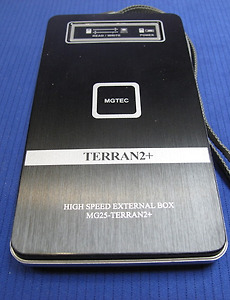 READ / WRITE POWER
MGTEC
TERRAN2+
HIGH SPEED EXTERNAL BOX
MG25-TERRAN2+